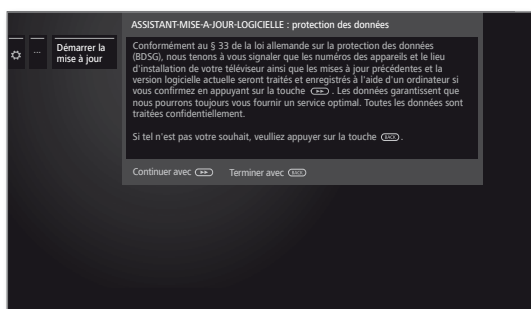 ASSISTANT-MISE-A-JOUR-LOGICIELLE : protection des données
...
Démarrer la
mise à jour
Conformément au § 33 de la loi allemande sur la protection des données
(BDSG), nous tenons à vous signaler que les numéros des appareils et le lieu
d'installation de votre téléviseur ainsi que les mises à jour précédentes et la
version logicielle actuelle seront traités et enregistrés à l'aide d'un ordinateur si
vous confirmez en appuyant sur la touche . Les données garantissent que
nous pourrons toujours vous fournir un service optimal. Toutes les données sont
traitées confidentiellement.
Si tel n'est pas votre souhait, veulliez appuyer sur la touche BACK.
Continuer avec Terminer avec BACK